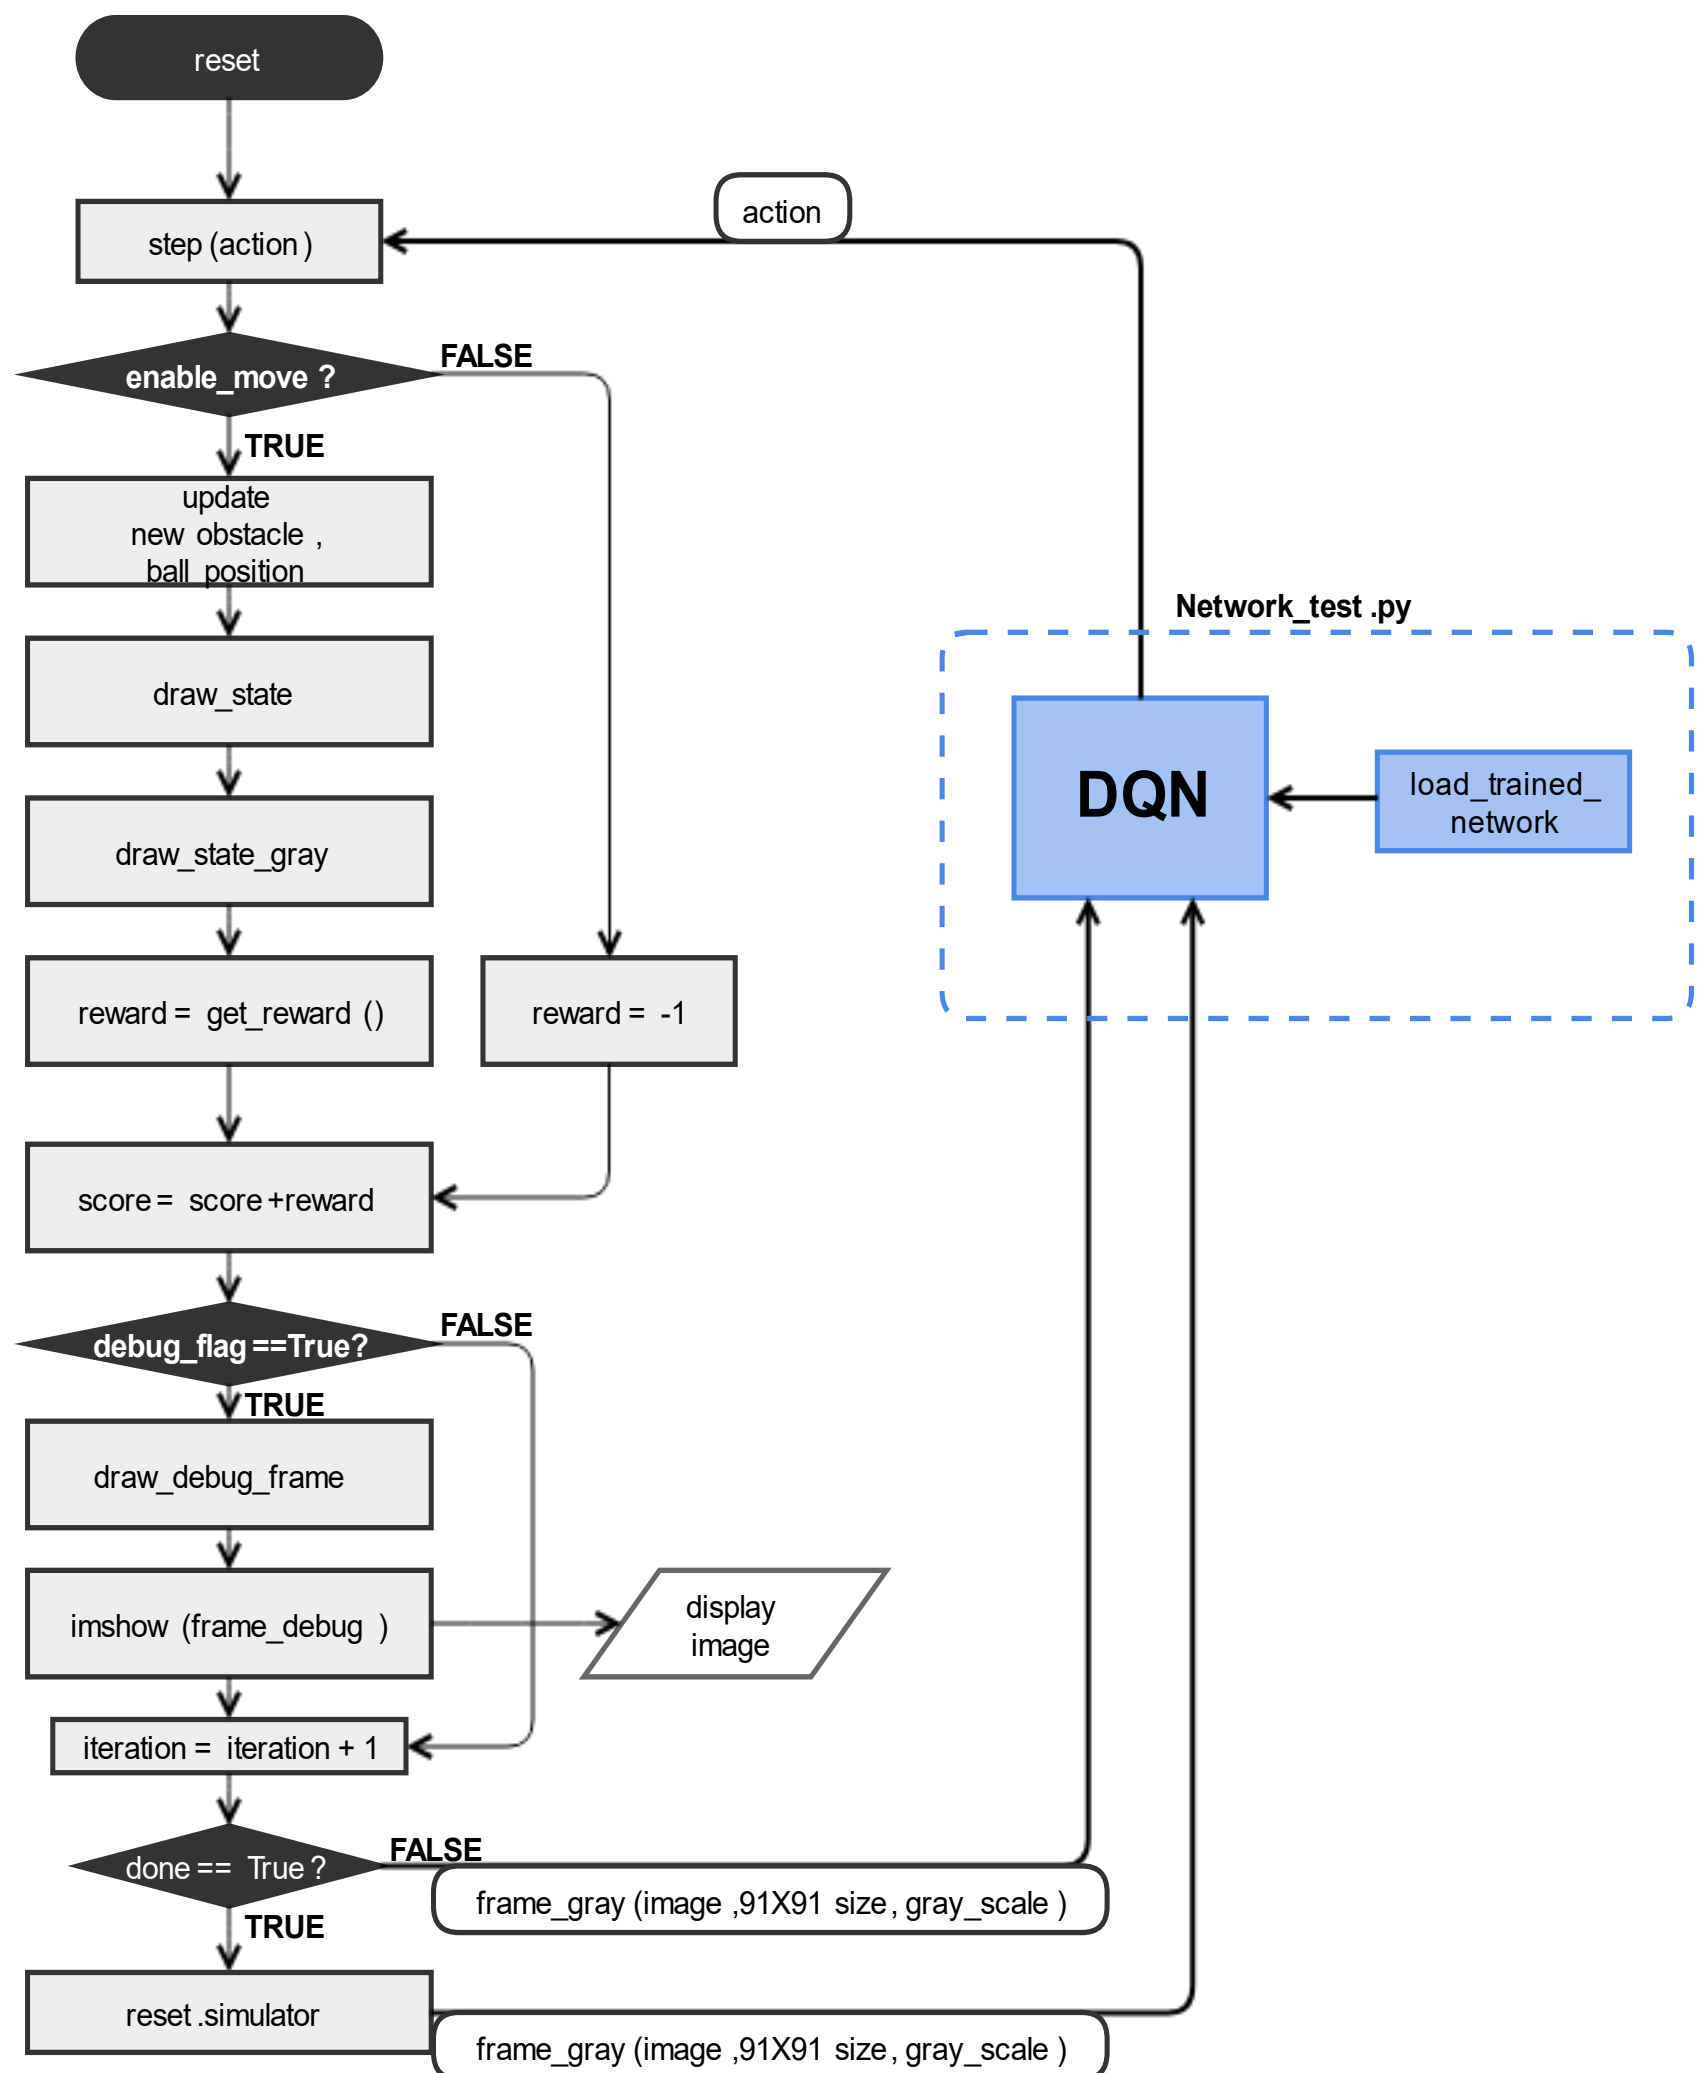 reset
action
step (action)
FALSE
enable_move ?
TRUE
update
new obstacle ,
ball position
Network_test .py
draw_state
DQN
load_trained_
network
draw_state_gray
reward = get_reward ()
reward = -1
score = score +reward
FALSE
debug_flag ==True?
TRUE
draw_debug_frame
imshow (frame_debug )
display
image
iteration = iteration + 1
FALSE
done == True ?
frame_gray (image ,91X91 size, gray_scale )
TRUE
reset .simulator
frame_gray (image ,91X91 size, gray_scale )